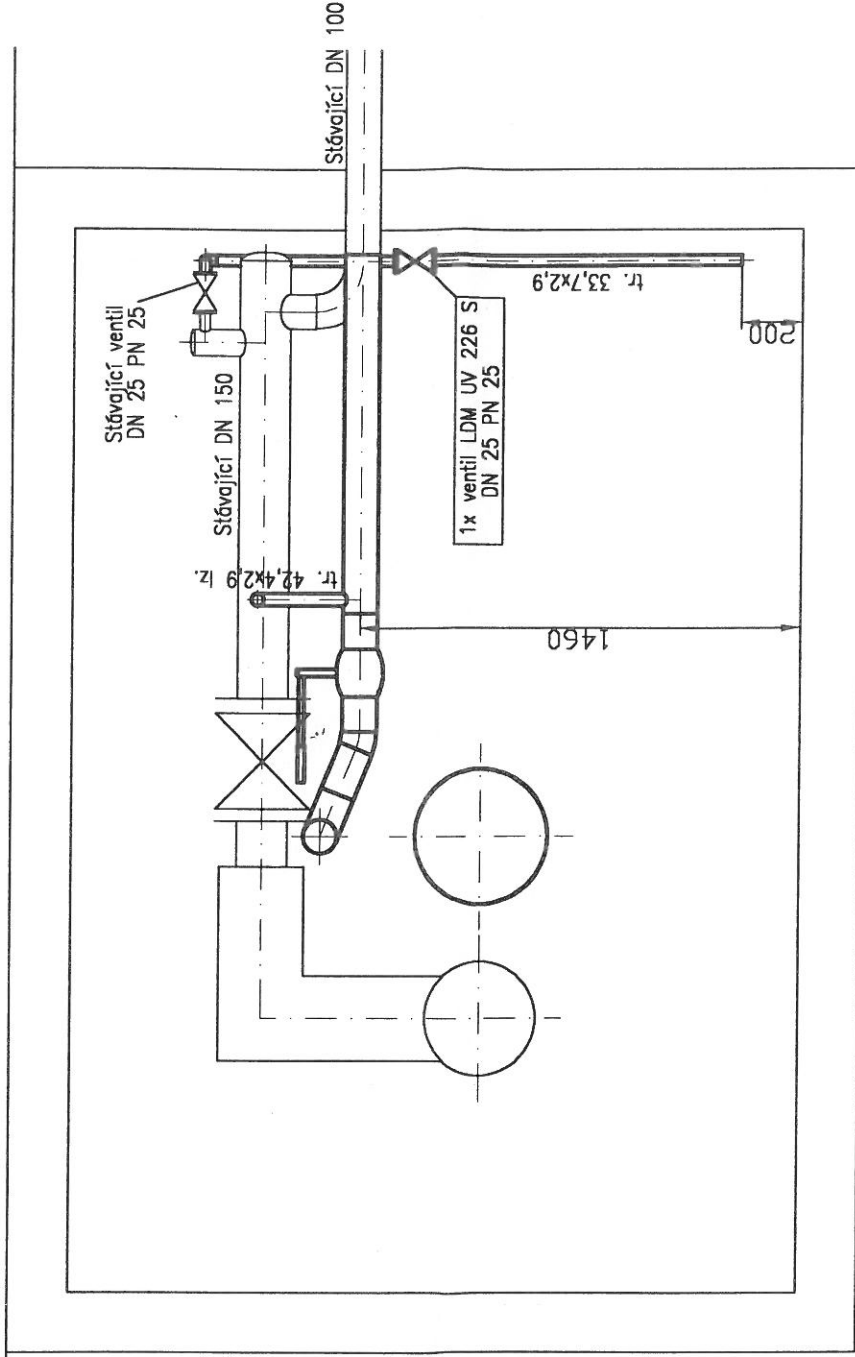 Stávající DN 100
Stávající ventil
DN 25 PN 25
Stávající DN 150
tr. 33,7x2,9
200
1x ventil LDM UV 226 S
DN 25 PN 25
tr. 42,4x2,9 Iz.
1460